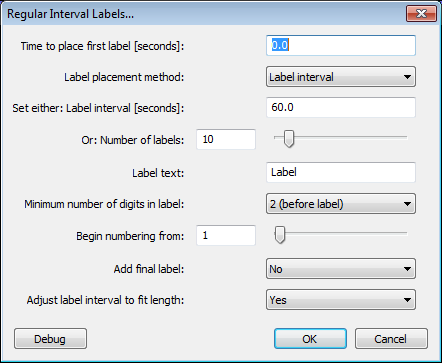 Regular Interval Labels...
Time to place first label [seconds]: 0.0
Label placement method: Label interval
Set either: Label interval [seconds]: 60.0
Or: Number of labels: 10
Label text: Label
Minimum number of digits in label: 2 (before label)
Begin numbering from: 1
Add final label: No
Adjust label interval to fit length: Yes
Debug OK Cancel